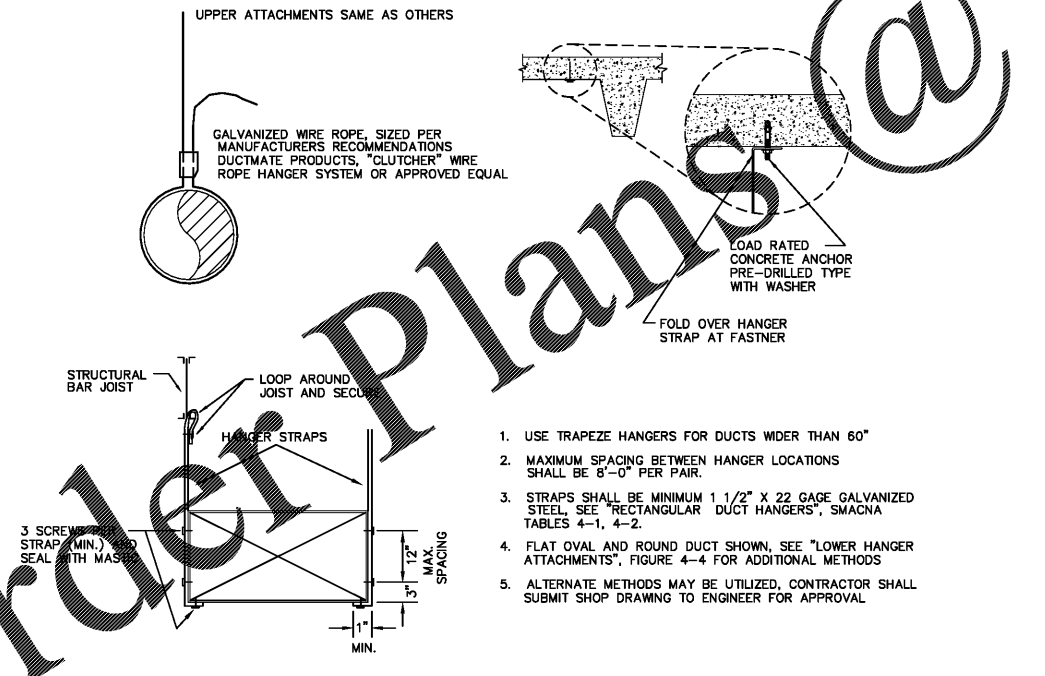 UPPER ATTACHMENTS SAME AS OTHERS
GALVANIZED WIRE ROPE, SIZED PER
MANUFACTURERS RECOMMENDATIONS
DUCTMATE PRODUCTS, "CLUTCHER" WIRE
ROPE HANGER SYSTEM OR APPROVED EQUAL
LOAD RATED
CONCRETE ANCHOR
PRE-DRILLED TYPE
WITH WASHER
FOLD OVER HANGER
STRAP AT FASTNER
STRUCTURAL
BAR JOIST
LOOP AROUND
JOIST AND SECURE
HANGER STRAPS
3 SCREWS PER
STRAP (MIN.) AND
SEAL WITH MASTIC
12"
MAX.
SPACING
3"
1"
MIN.
1. USE TRAPEZE HANGERS FOR DUCTS WIDER THAN 60"
2. MAXIMUM SPACING BETWEEN HANGER LOCATIONS
SHALL BE 8'-0" PER PAIR.
3. STRAPS SHALL BE MINIMUM 1 1/2" X 22 GAGE GALVANIZED
STEEL, SEE "RECTANGULAR DUCT HANGERS", SMACNA
TABLES 4-1, 4-2.
4. FLAT OVAL AND ROUND DUCT SHOWN, SEE "LOWER HANGER
ATTACHMENTS", FIGURE 4-4 FOR ADDITIONAL METHODS
5. ALTERNATE METHODS MAY BE UTILIZED, CONTRACTOR SHALL
SUBMIT SHOP DRAWING TO ENGINEER FOR APPROVAL
rder Plans @